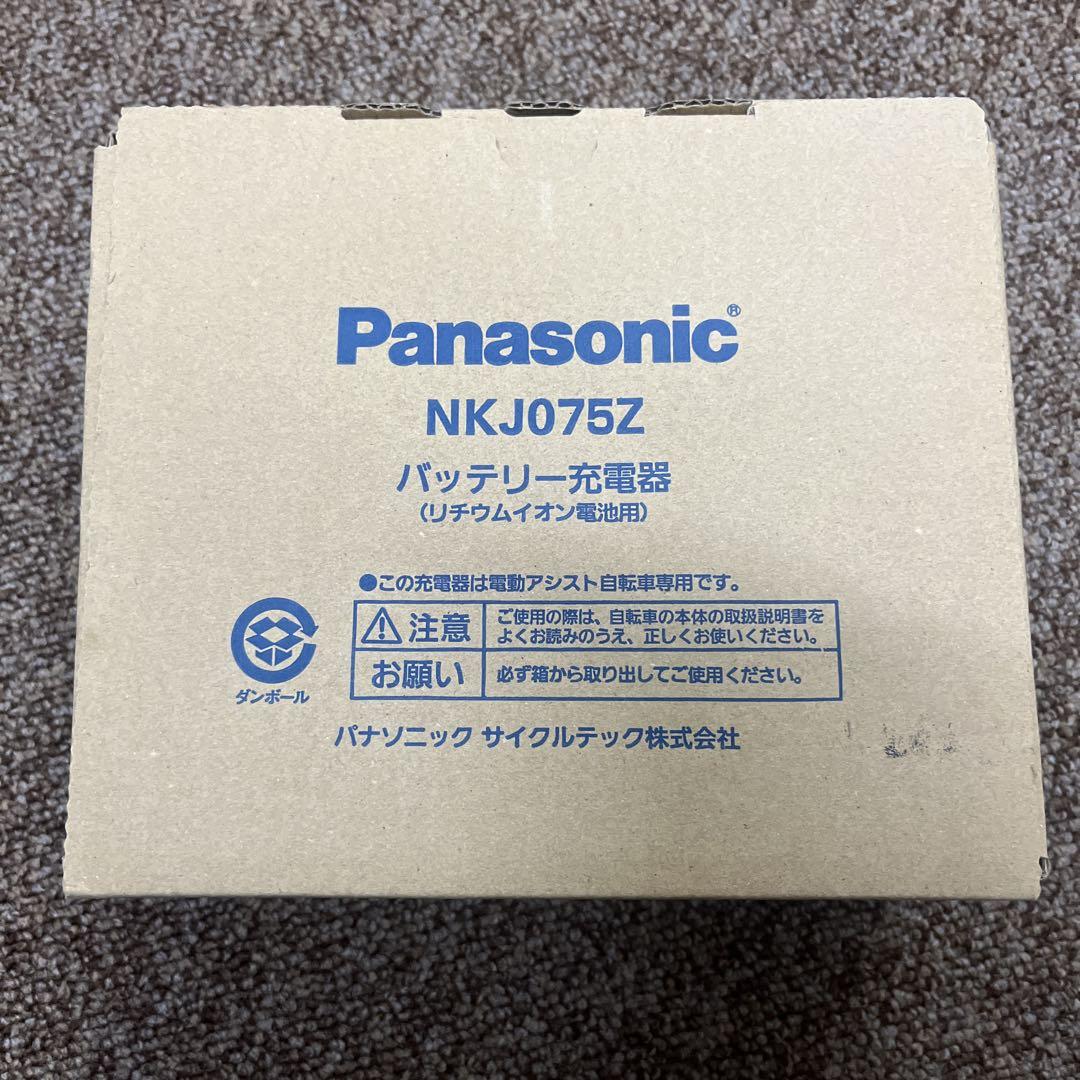 Panasonic®
NKJ075Z
バッテリー充電器
(リチウムイオン電池用)
●この充電器は電動アシスト自転車専用です。
注意
ご使用の際は、自転車の本体の取扱説明書を
よくお読みのうえ、正しくお使いください。
お願い
必ず箱から取り出してご使用ください。
ダンボール
パナソニック サイクルテック株式会社